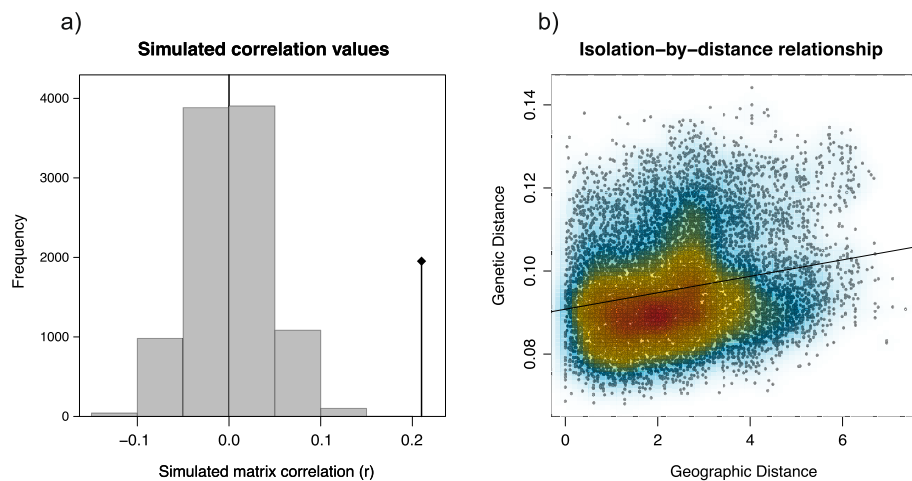 a)
Simulated correlation values
Frequency
4000
3000
2000
1000
0
−0.1
0.0
0.1
0.2
Simulated matrix correlation (r)
b)
Isolation−by−distance relationship
Genetic Distance
0.14
0.12
0.10
0.08
0
2
4
6
Geographic Distance